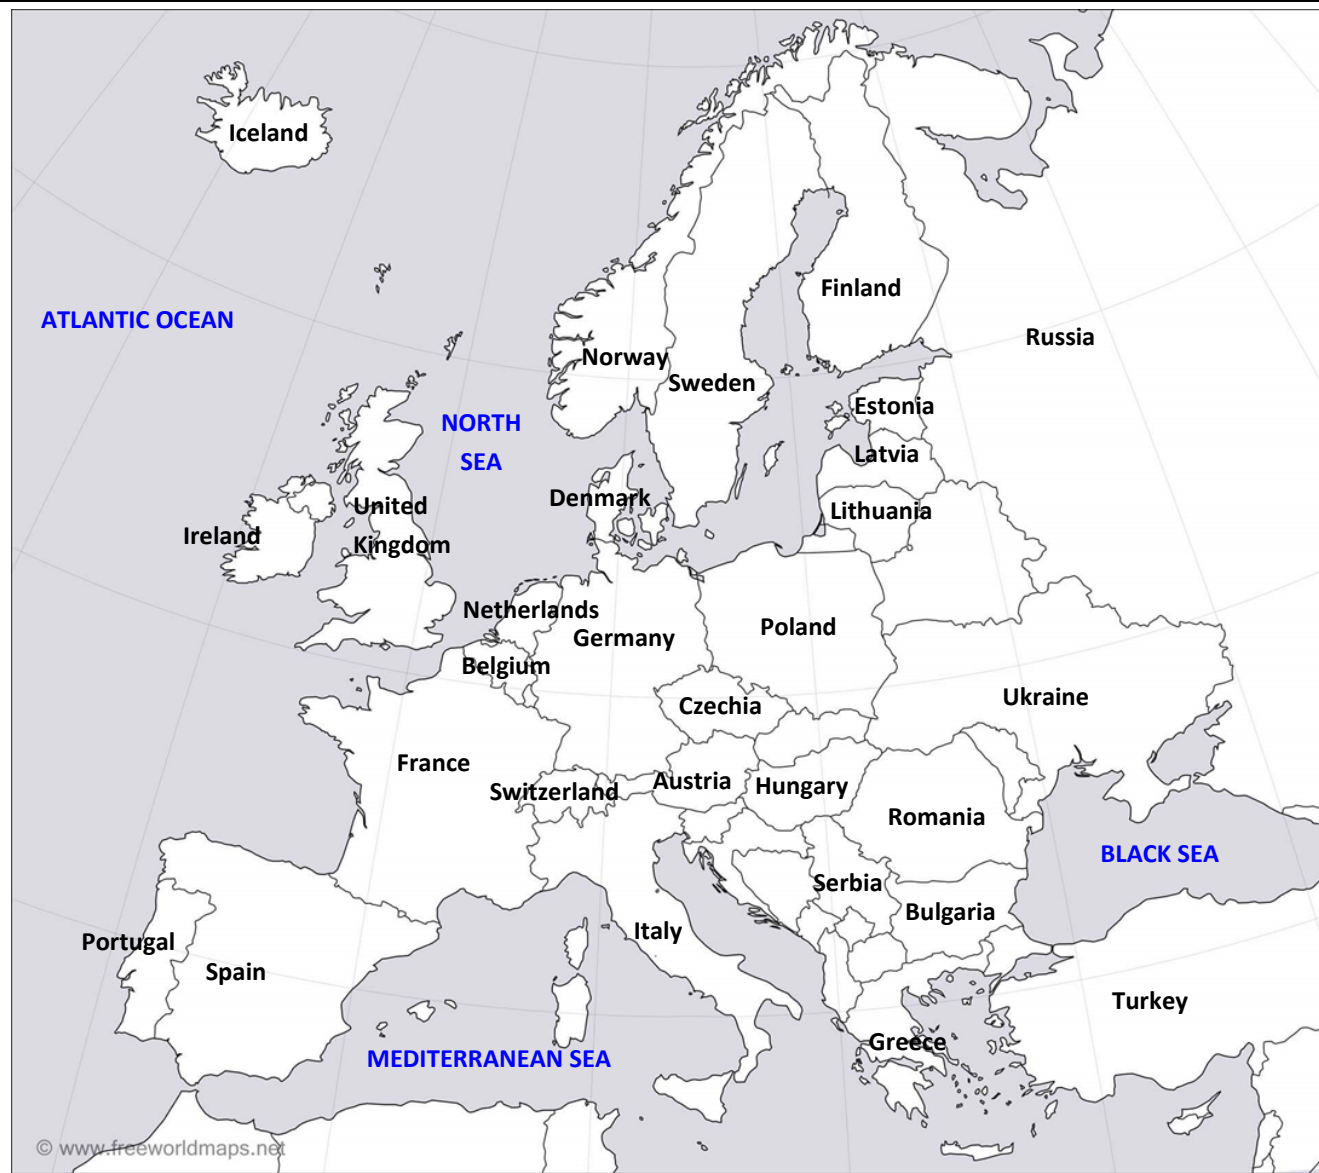 Iceland
ATLANTIC OCEAN
Finland
Russia
Norway
Sweden
Estonia
NORTH
SEA
Latvia
Denmark
United
Kingdom
Lithuania
Ireland
Netherlands
Germany
Poland
Belgium
Czechia
Ukraine
France
Switzerland
Austria
Hungary
Romania
BLACK SEA
Serbia
Bulgaria
Italy
Portugal
Spain
Turkey
Greece
MEDITERRANEAN SEA
© www.freeworldmaps.net